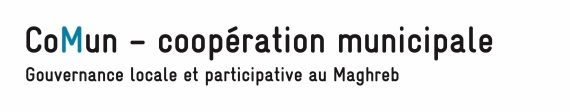 CoMun – coopération municipale
Gouvernance locale et participative au Maghreb